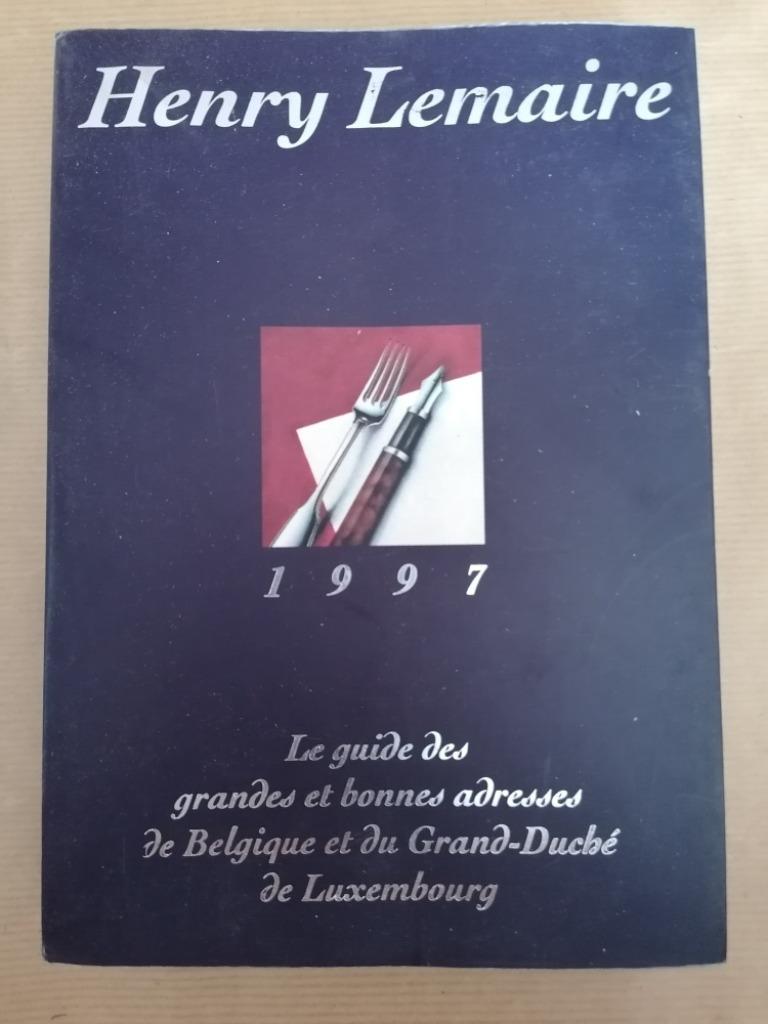 Henry Lemaire
1997
Le guide des
grandes et bonnes adresses
de Belgique et du Grand-Duché
de Luxembourg